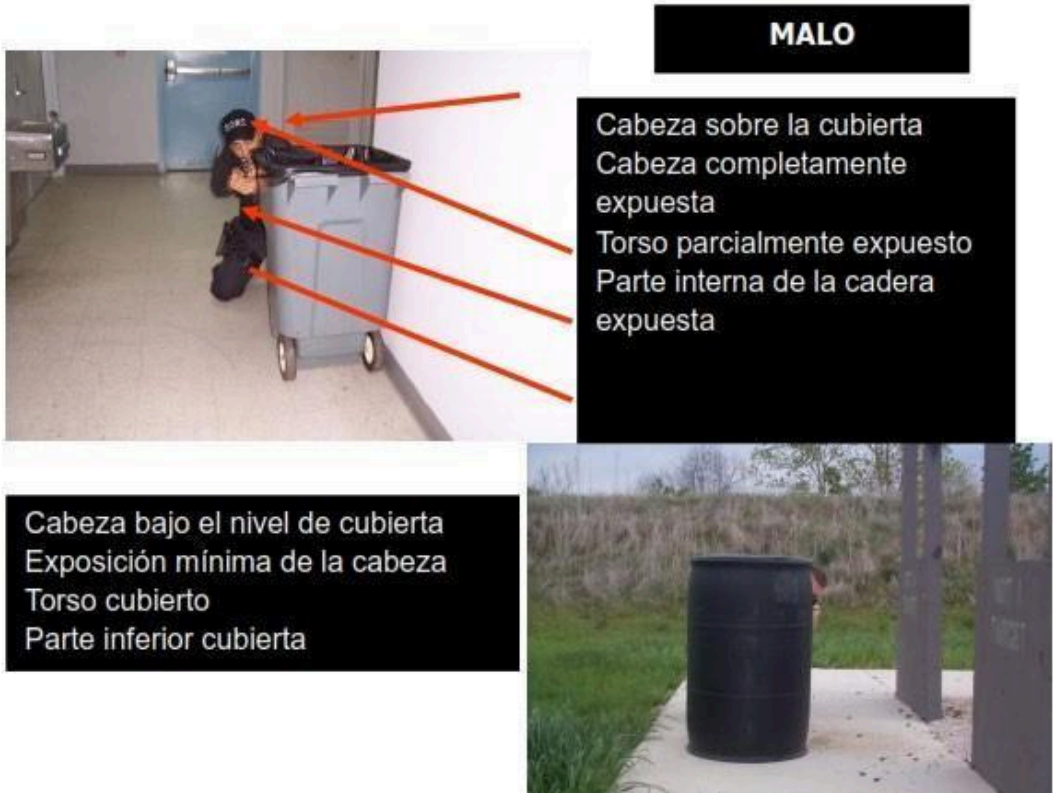 MALO
Cabeza sobre la cubierta
Cabeza completamente
expuesta
Torso parcialmente expuesto
Parte interna de la cadera
expuesta
Cabeza bajo el nivel de cubierta
Exposición mínima de la cabeza
Torso cubierto
Parte inferior cubierta